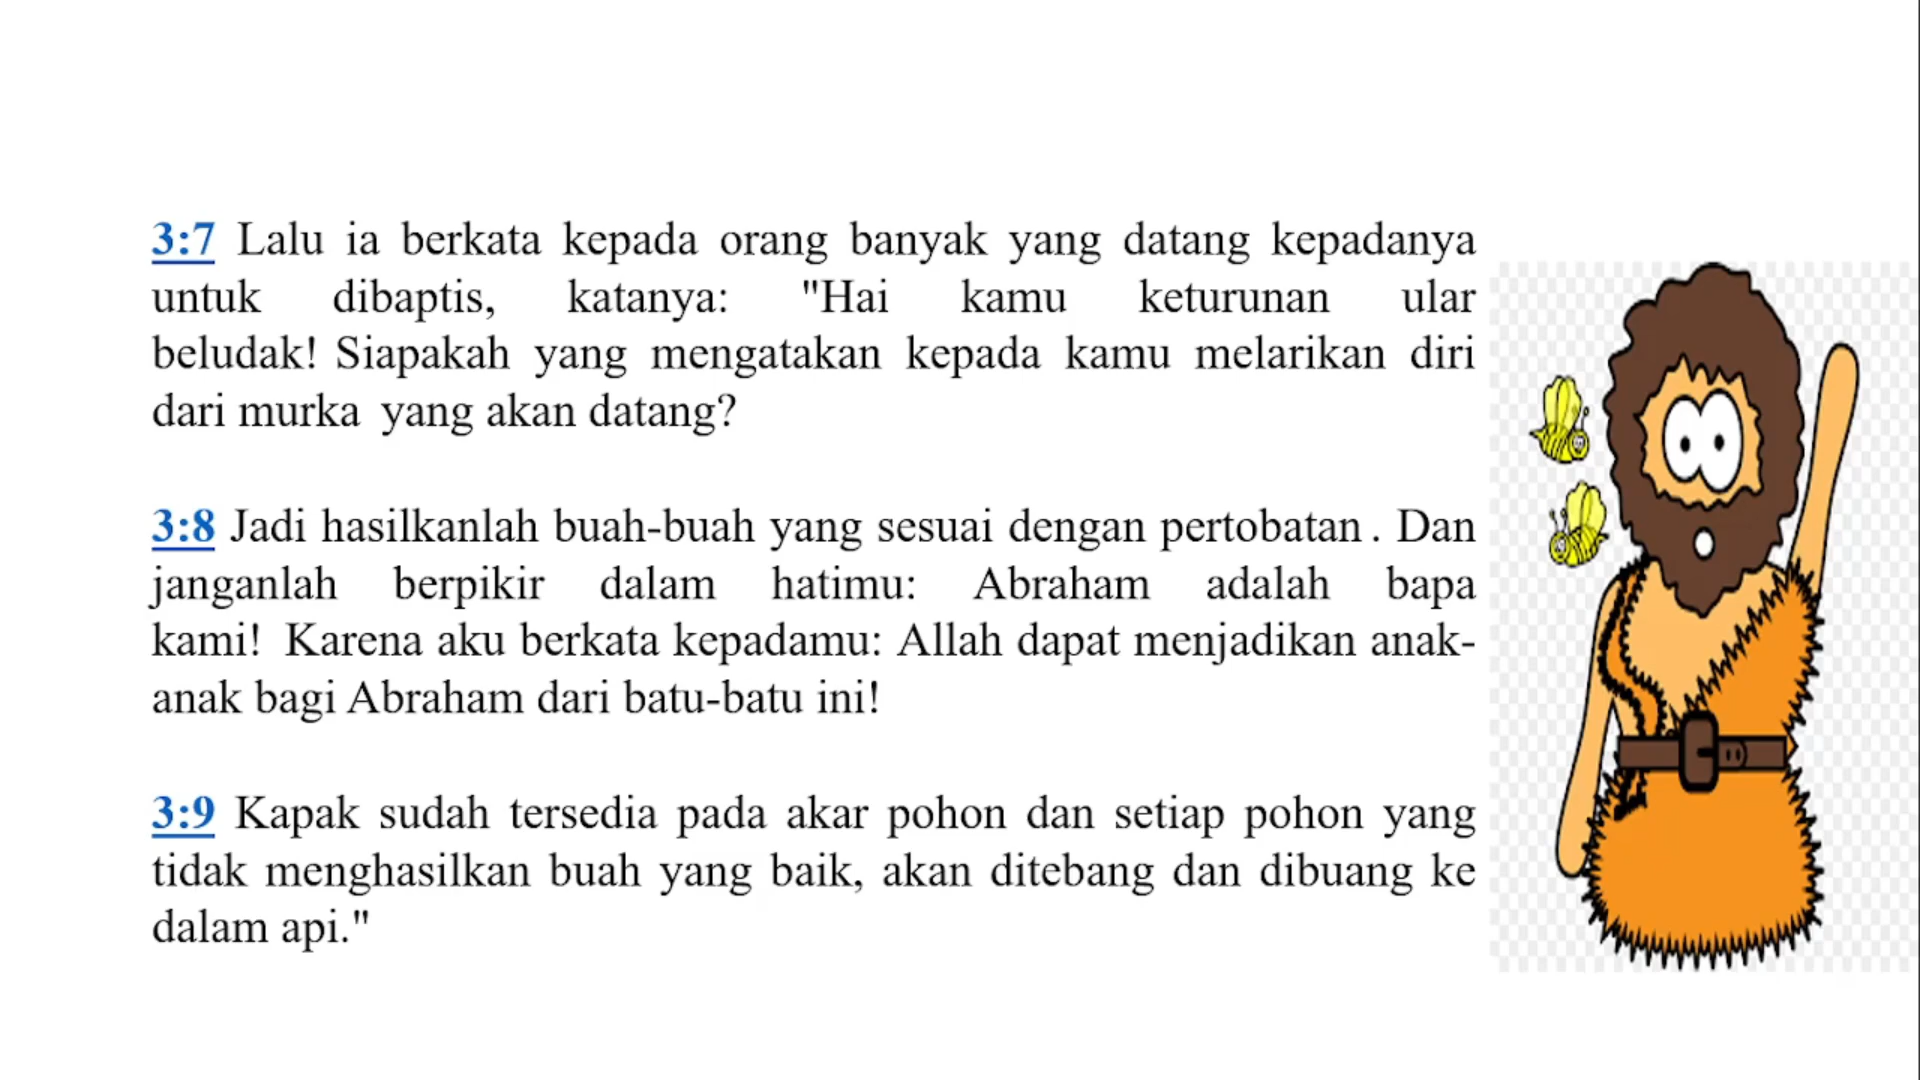 3:7 Lalu ia berkata kepada orang banyak yang datang kepadanya
untuk dibaptis, katanya: "Hai kamu keturunan ular
beludak! Siapakah yang mengatakan kepada kamu melarikan diri
dari murka yang akan datang?
3:8 Jadi hasilkanlah buah-buah yang sesuai dengan pertobatan. Dan
janganlah berpikir dalam hatimu: Abraham adalah bapa
kami! Karena aku berkata kepadamu: Allah dapat menjadikan anak-
anak bagi Abraham dari batu-batu ini!
3:9 Kapak sudah tersedia pada akar pohon dan setiap pohon yang
tidak menghasilkan buah yang baik, akan ditebang dan dibuang ke
dalam api."